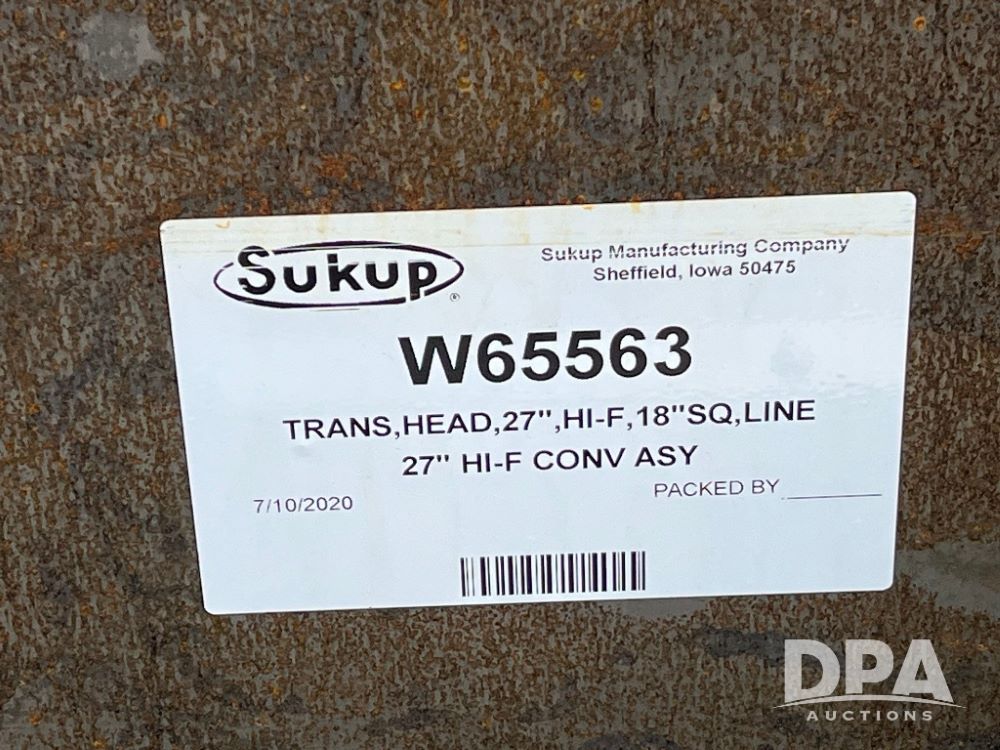 Sukup®
Sukup Manufacturing Company
Sheffield, Iowa 50475
W65563
TRANS,HEAD,27",HI-F,18"SQ,LINE
27" HI-F CONV ASY
7/10/2020
PACKED BY ________
DPA
AUCTIONS